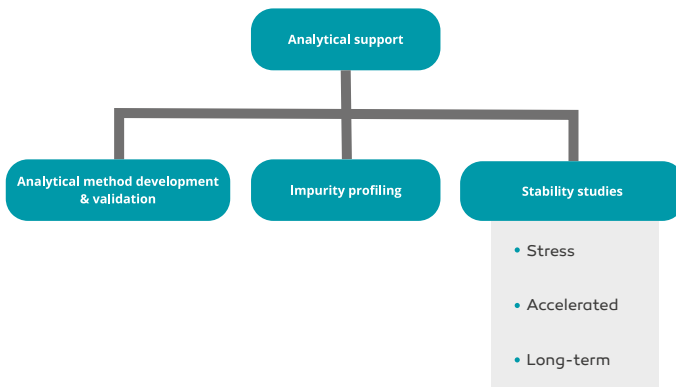 Analytical support
Analytical method development
& validation
Impurity profiling
Stability studies
• Stress
• Accelerated
• Long-term